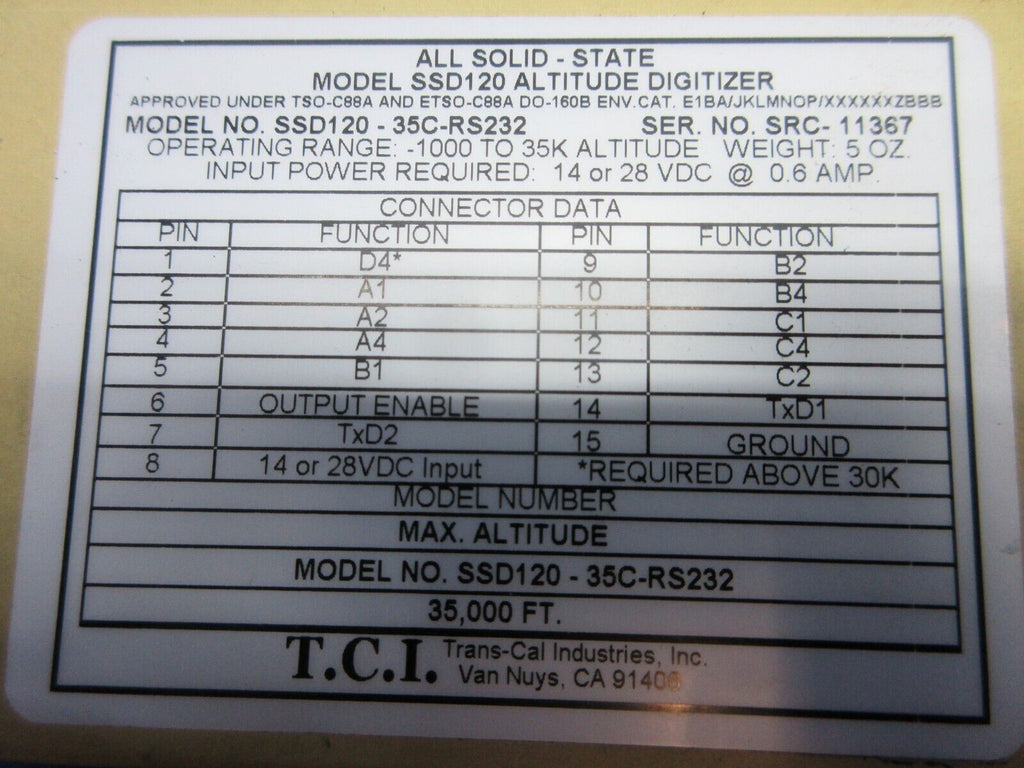 ALL SOLID - STATE
MODEL SSD120 ALTITUDE DIGITIZER
APPROVED UNDER TSO-C88A AND ETSO-C88A DO-160B ENV.CAT. E1BA/JKLMNOP/XXXXXXZBBB
MODEL NO. SSD120 - 35C-RS232 SER. NO. SRC- 11367
OPERATING RANGE: -1000 TO 35K ALTITUDE WEIGHT: 5 OZ.
INPUT POWER REQUIRED: 14 or 28 VDC @ 0.6 AMP.
CONNECTOR DATA
PIN FUNCTION PIN FUNCTION
1 D4* 9 B2
2 A1 10 B4
3 A2 11 C1
4 A4 12 C4
5 B1 13 C2
6 OUTPUT ENABLE 14 TxD1
7 TxD2 15 GROUND
8 14 or 28VDC Input *REQUIRED ABOVE 30K
MODEL NUMBER
MAX. ALTITUDE
MODEL NO. SSD120 - 35C-RS232
35,000 FT.
T.C.I. Trans-Cal Industries, Inc.
Van Nuys, CA 91406